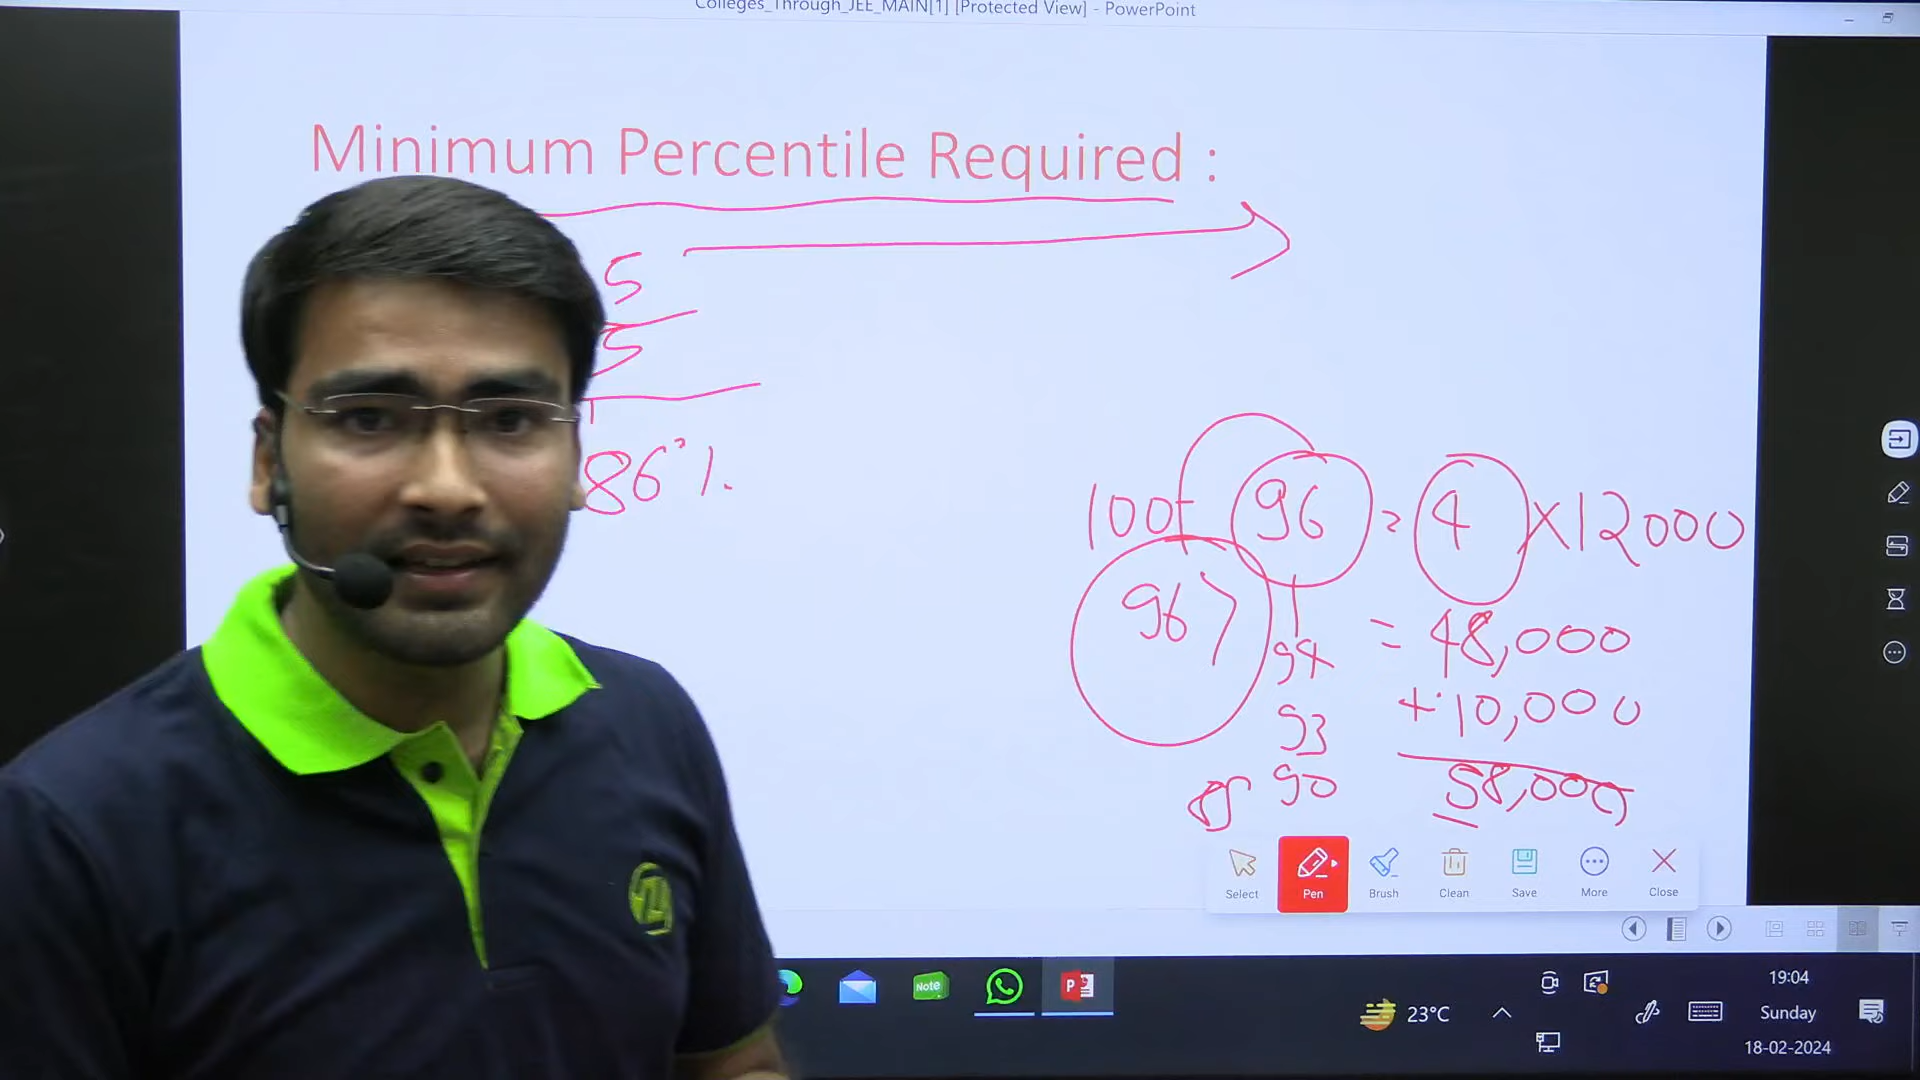 Colleges_Through_JEE_MAIN[1] [Protected View] - PowerPoint
Minimum Percentile Required :
5
5
86%.
100 - 96 = 4 × 12000
96
94
= 48,000
93
+ 10,000
90
58,000
Select
Pen
Brush
Clean
Save
More
Close
Note
23°C
19:04
Sunday
18-02-2024